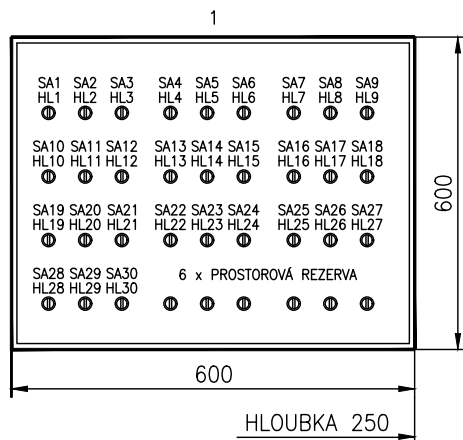 1
SA1 SA2 SA3 SA4 SA5 SA6 SA7 SA8 SA9
HL1 HL2 HL3 HL4 HL5 HL6 HL7 HL8 HL9
SA10 SA11 SA12 SA13 SA14 SA15 SA16 SA17 SA18
HL10 HL11 HL12 HL13 HL14 HL15 HL16 HL17 HL18
SA19 SA20 SA21 SA22 SA23 SA24 SA25 SA26 SA27
HL19 HL20 HL21 HL22 HL23 HL24 HL25 HL26 HL27
SA28 SA29 SA30
HL28 HL29 HL30
6 x PROSTOROVÁ REZERVA
600
600
HLOUBKA 250